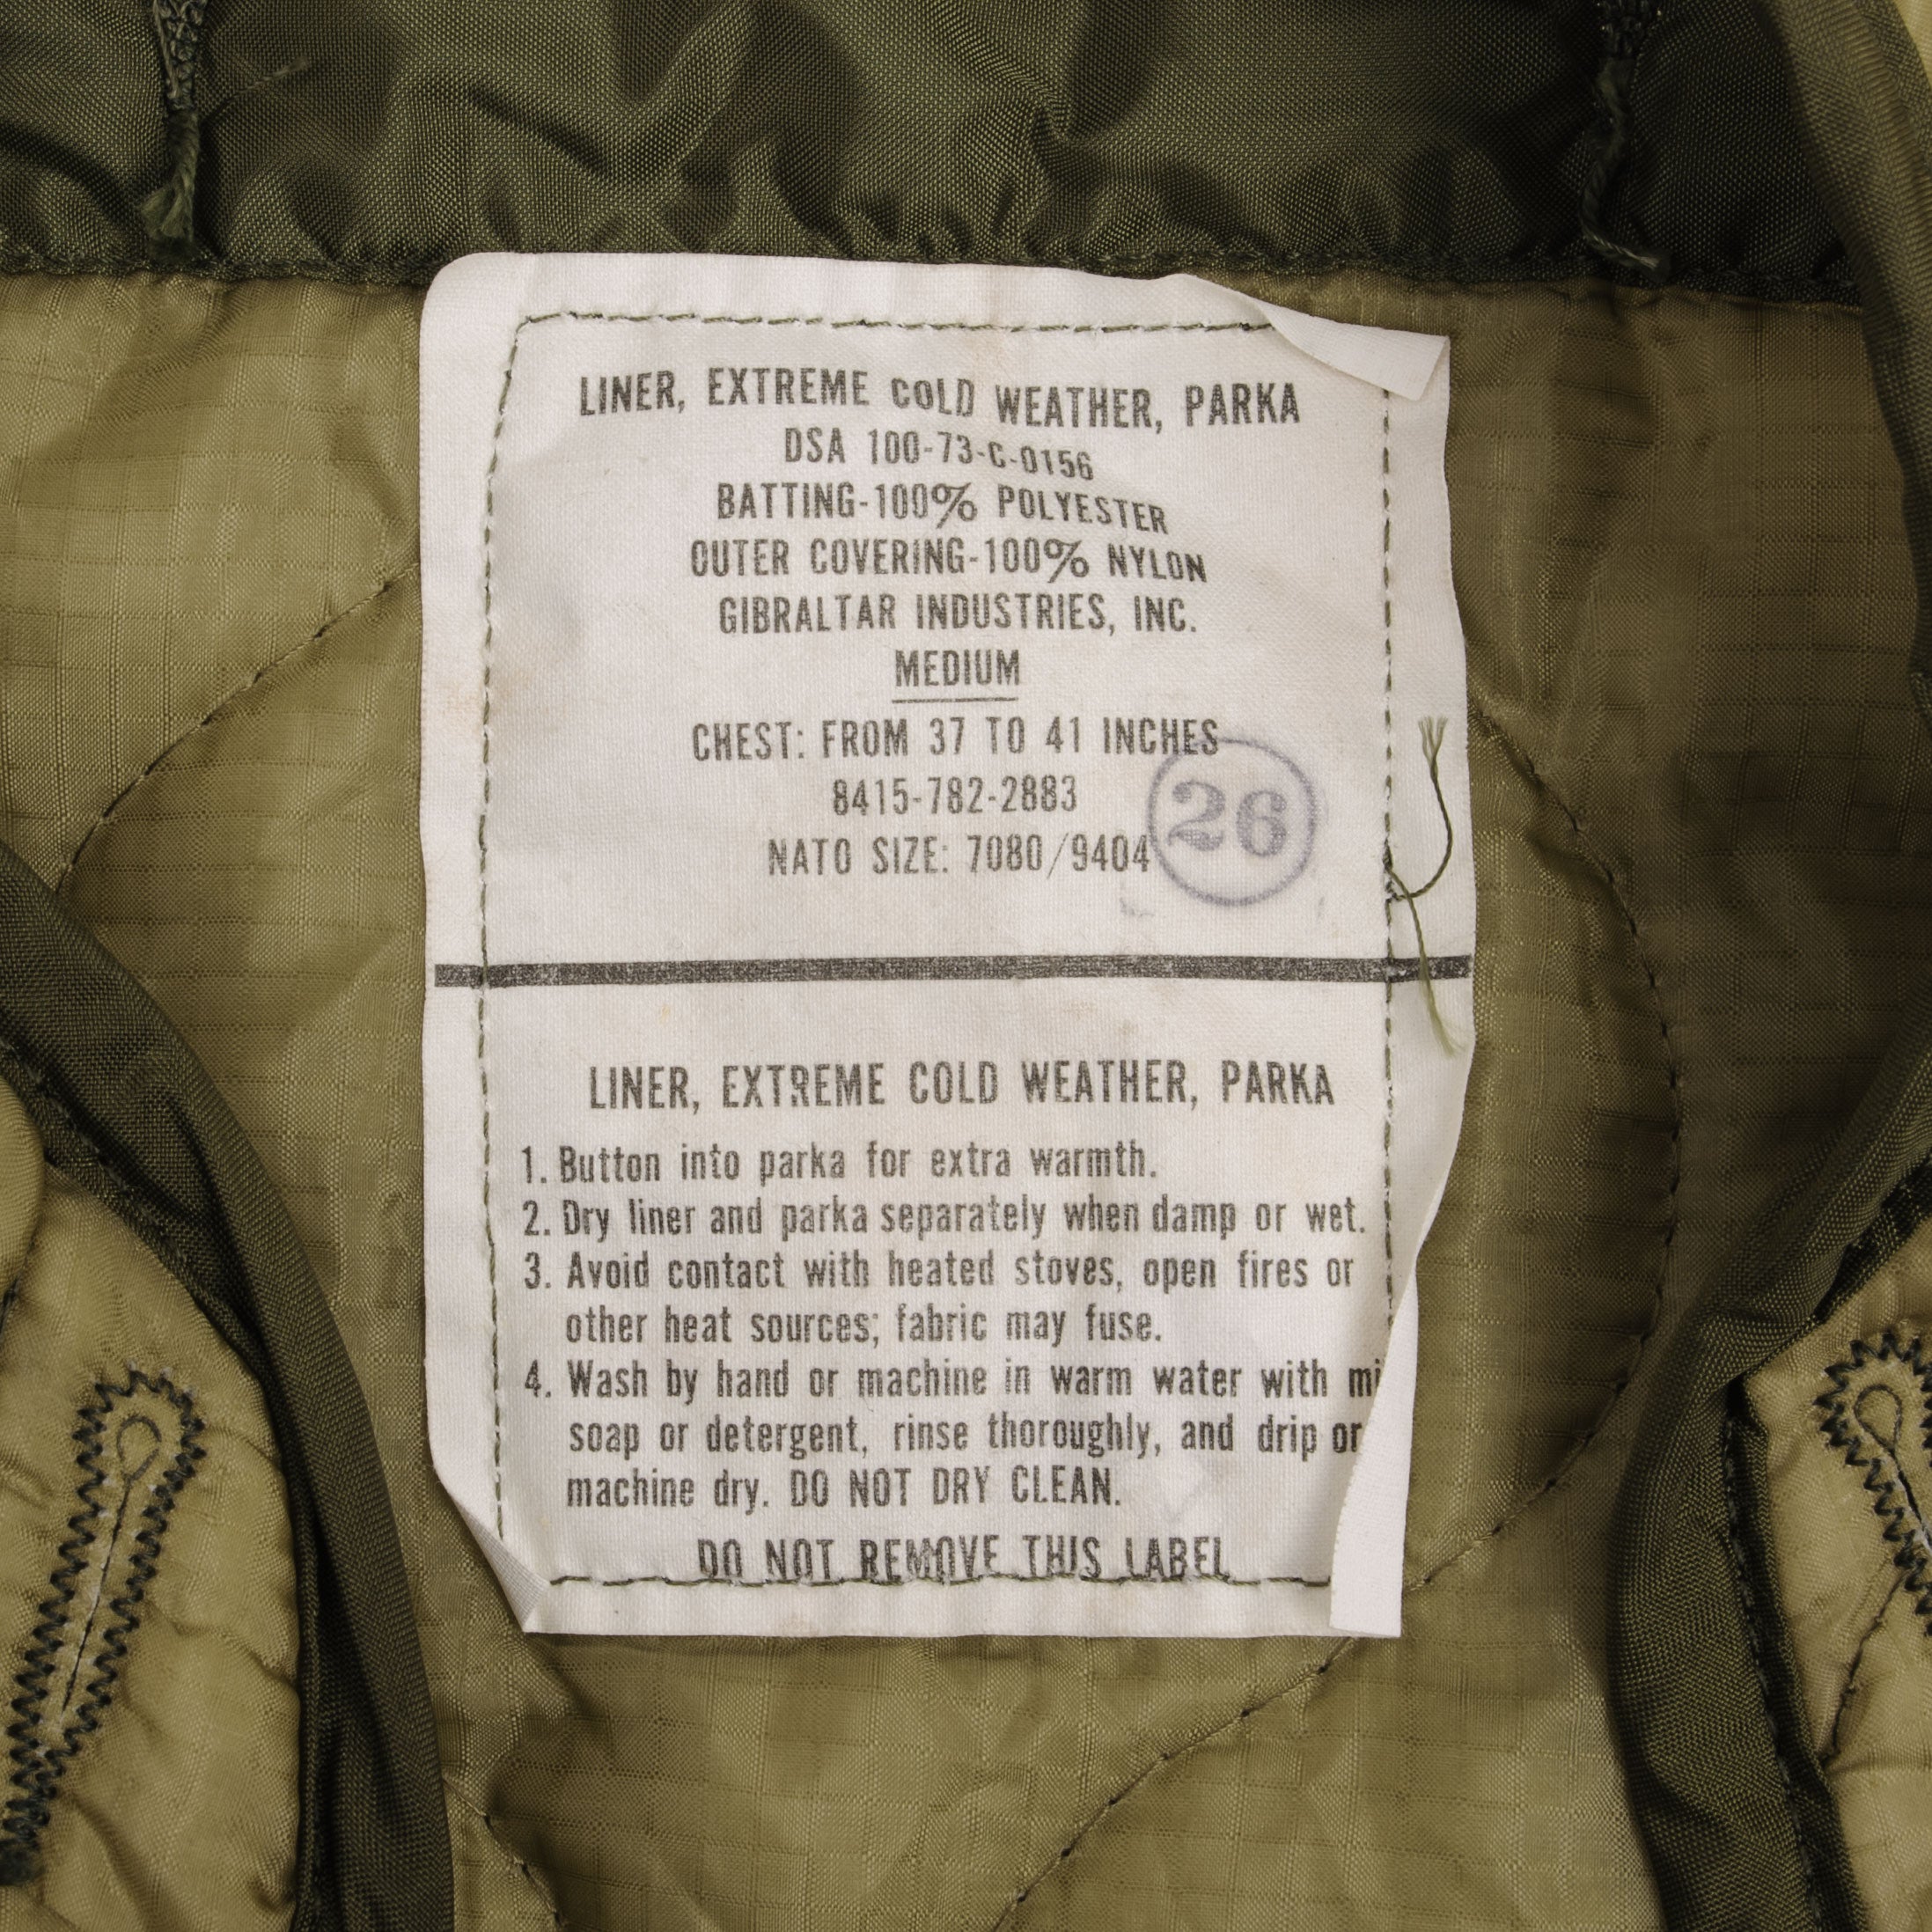 LINER, EXTREME COLD WEATHER, PARKA
DSA 100-73-C-0156
BATTING-100% POLYESTER
OUTER COVERING-100% NYLON
GIBRALTAR INDUSTRIES, INC.
MEDIUM
CHEST: FROM 37 TO 41 INCHES
8415-782-2883
26
NATO SIZE: 7080/9404
LINER, EXTREME COLD WEATHER, PARKA
1. Button into parka for extra warmth.
2. Dry liner and parka separately when damp or wet.
3. Avoid contact with heated stoves, open fires or
other heat sources; fabric may fuse.
4. Wash by hand or machine in warm water with mi
soap or detergent, rinse thoroughly, and drip or
machine dry. DO NOT DRY CLEAN.
DO NOT REMOVE THIS LABEL